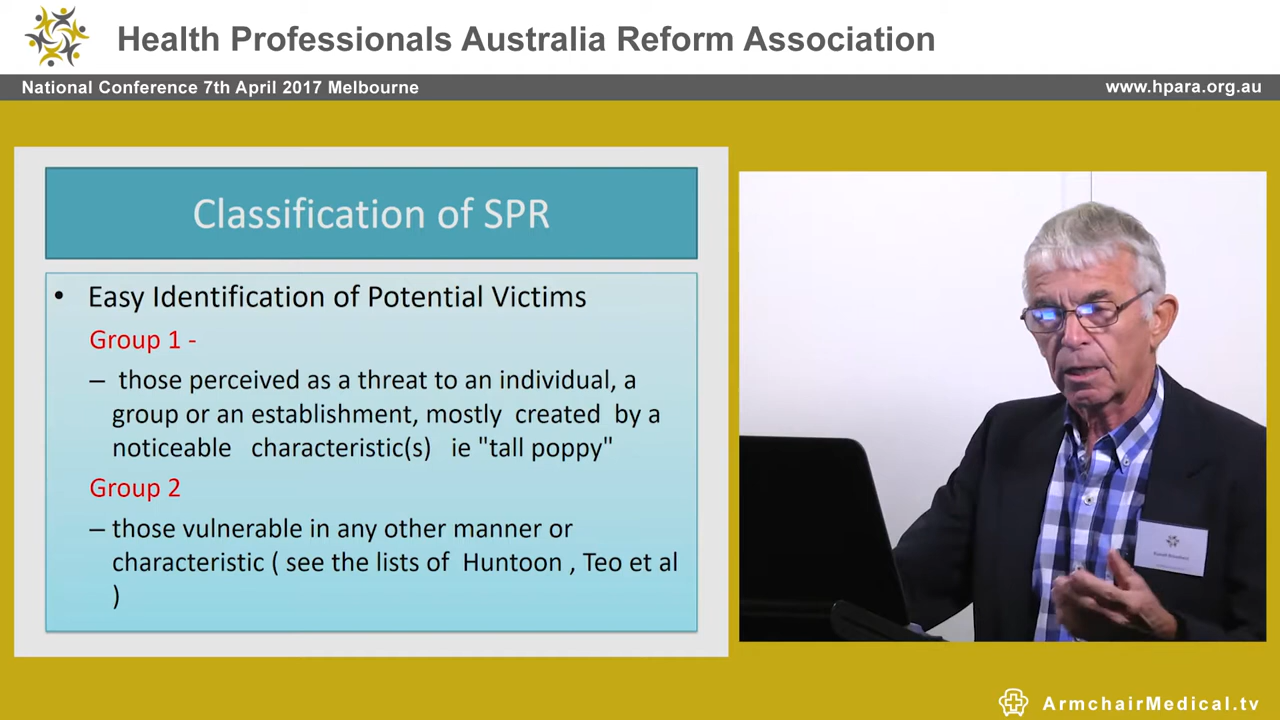 Health Professionals Australia Reform Association
National Conference 7th April 2017 Melbourne
www.hpara.org.au
Classification of SPR
• Easy Identification of Potential Victims
Group 1 -
– those perceived as a threat to an individual, a
group or an establishment, mostly created by a
noticeable characteristic(s) ie "tall poppy"
Group 2
– those vulnerable in any other manner or
characteristic ( see the lists of Huntoon , Teo et al
)
ArmchairMedical.tv